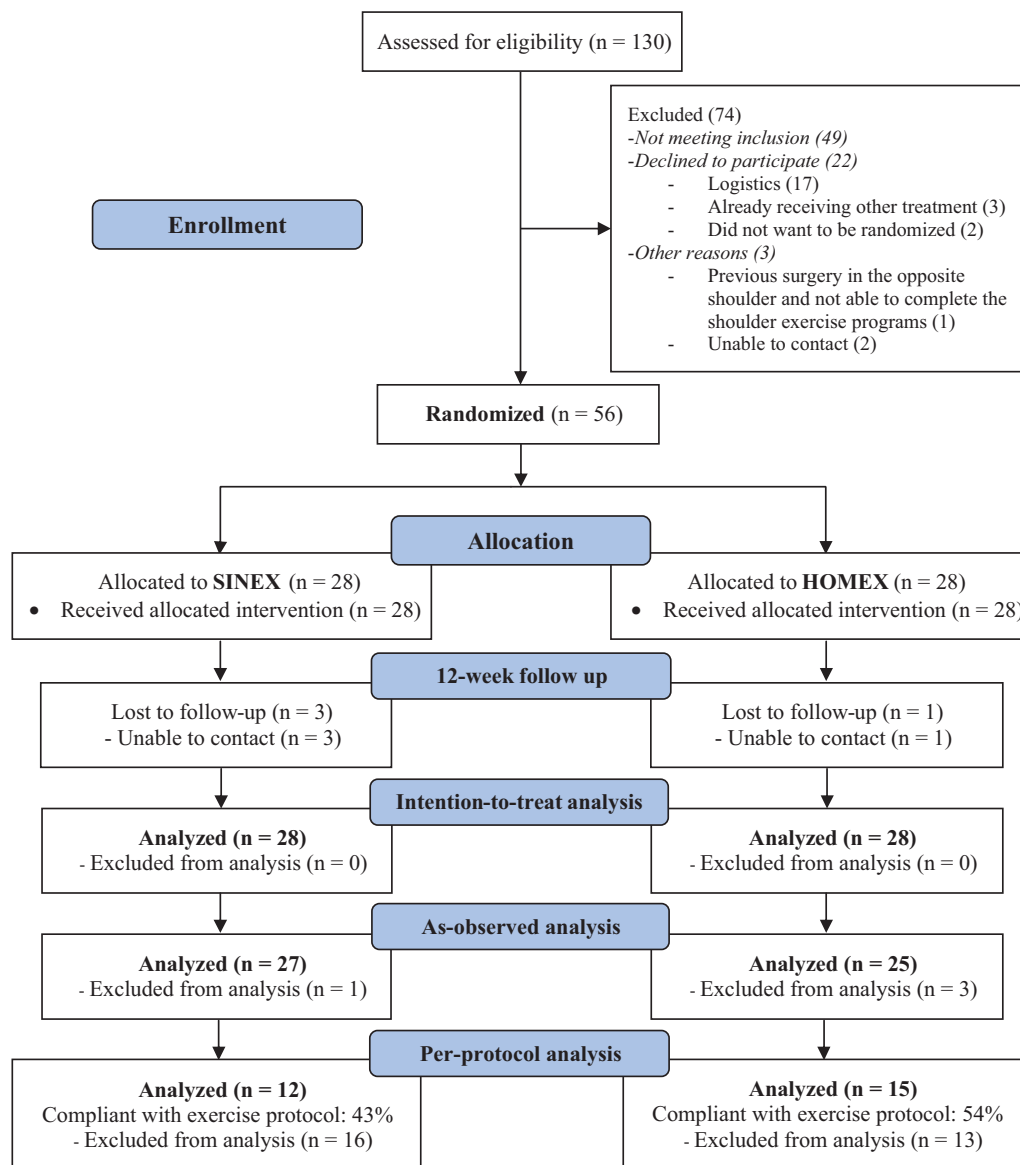 Assessed for eligibility (n = 130)
Excluded (74)
-Not meeting inclusion (49)
-Declined to participate (22)
- Logistics (17)
- Already receiving other treatment (3)
- Did not want to be randomized (2)
-Other reasons (3)
- Previous surgery in the opposite
shoulder and not able to complete the
shoulder exercise programs (1)
- Unable to contact (2)
Enrollment
Randomized (n = 56)
Allocation
Allocated to SINEX (n = 28)
• Received allocated intervention (n = 28)
Allocated to HOMEX (n = 28)
• Received allocated intervention (n = 28)
12-week follow up
Lost to follow-up (n = 3)
- Unable to contact (n = 3)
Lost to follow-up (n = 1)
- Unable to contact (n = 1)
Intention-to-treat analysis
Analyzed (n = 28)
- Excluded from analysis (n = 0)
Analyzed (n = 28)
- Excluded from analysis (n = 0)
As-observed analysis
Analyzed (n = 27)
- Excluded from analysis (n = 1)
Analyzed (n = 25)
- Excluded from analysis (n = 3)
Per-protocol analysis
Analyzed (n = 12)
Compliant with exercise protocol: 43%
- Excluded from analysis (n = 16)
Analyzed (n = 15)
Compliant with exercise protocol: 54%
- Excluded from analysis (n = 13)